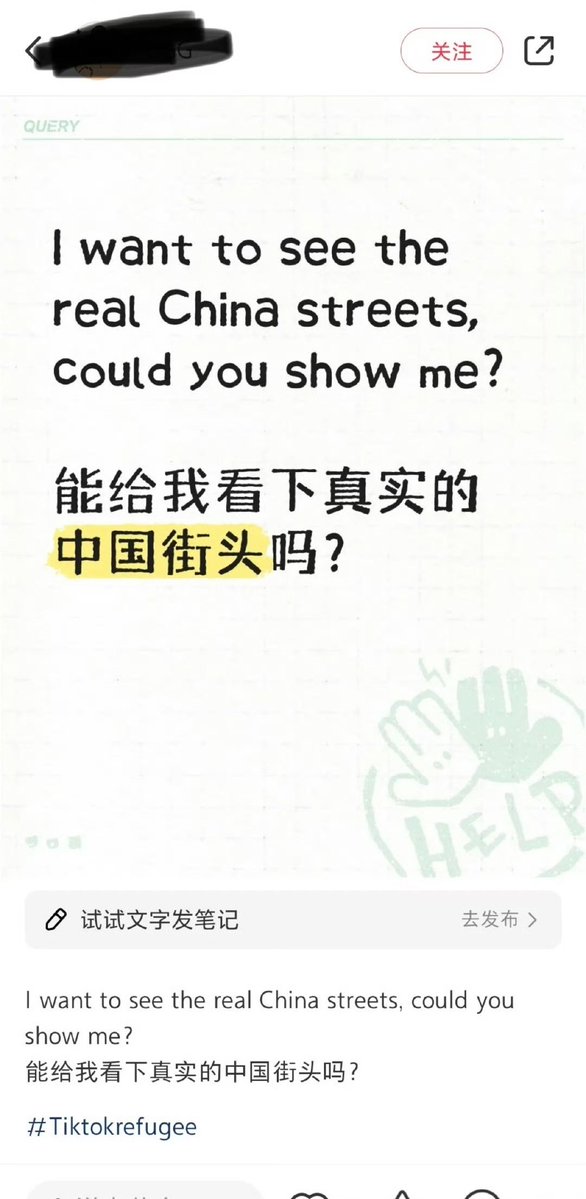 关注
QUERY
I want to see the
real China streets,
could you show me?
能给我看下真实的
中国街头吗?
HELP
试试文字发笔记
去发布
I want to see the real China streets, could you
show me?
能给我看下真实的中国街头吗?
#Tiktokrefugee